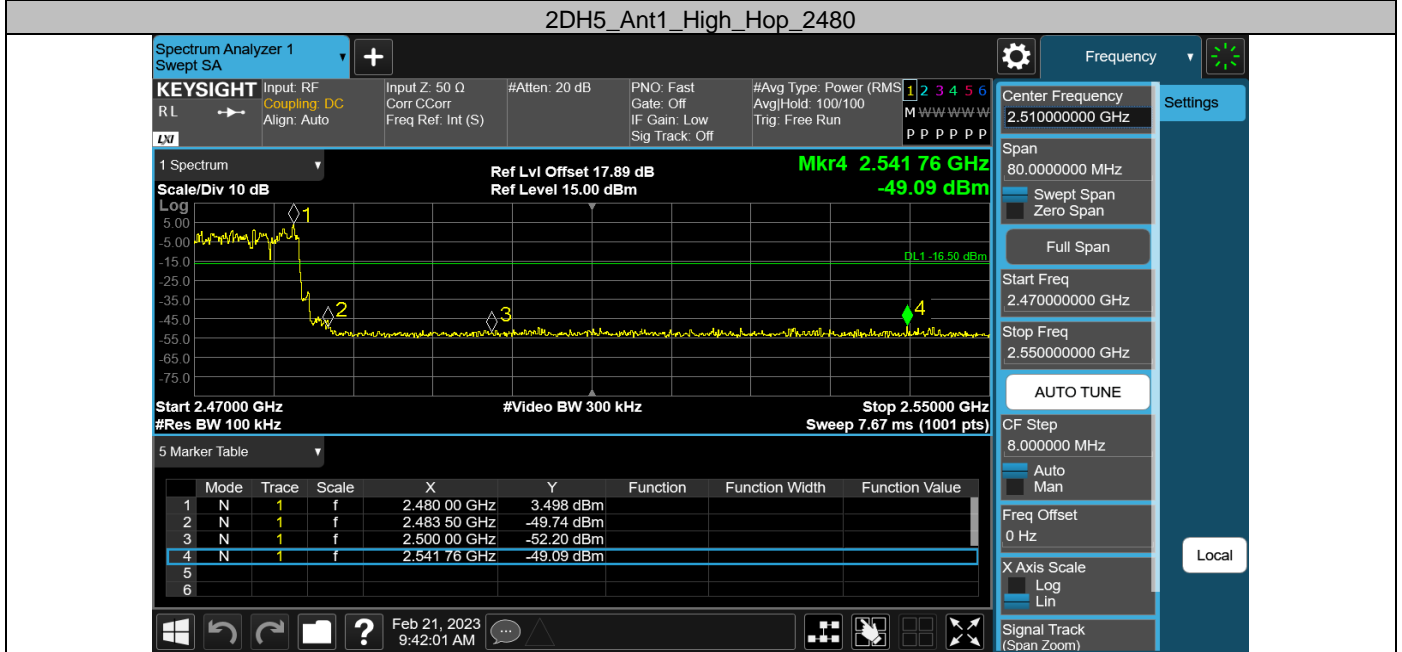 2DH5_Ant1_High_Hop_2480
Spectrum Analyzer 1
Swept SA
Frequency
KEYSIGHT
RL
LXI
Input: RF
Coupling: DC
Align: Auto
Input Z: 50 Ω
Corr CCorr
Freq Ref: Int (S)
#Atten: 20 dB
PNO: Fast
Gate: Off
IF Gain: Low
Sig Track: Off
#Avg Type: Power (RMS
Avg|Hold: 100/100
Trig: Free Run
1 2 3 4 5 6
M W W W W W
P P P P P P
1 Spectrum
Scale/Div 10 dB
Ref Lvl Offset 17.89 dB
Ref Level 15.00 dBm
Mkr4 2.541 76 GHz
-49.09 dBm
Log
5.00
-5.00
-15.0
-25.0
-35.0
-45.0
-55.0
-65.0
-75.0
1
2
3
4
DL1 -16.50 dBm
Start 2.47000 GHz
#Video BW 300 kHz
Stop 2.55000 GHz
#Res BW 100 kHz
Sweep 7.67 ms (1001 pts)
5 Marker Table
Mode Trace Scale X Y Function Function Width Function Value
1 N 1 f 2.480 00 GHz 3.498 dBm
2 N 1 f 2.483 50 GHz -49.74 dBm
3 N 1 f 2.500 00 GHz -52.20 dBm
4 N 1 f 2.541 76 GHz -49.09 dBm
5
6
?
Feb 21, 2023
9:42:01 AM
Center Frequency
2.510000000 GHz
Settings
Span
80.0000000 MHz
Swept Span
Zero Span
Full Span
Start Freq
2.470000000 GHz
Stop Freq
2.550000000 GHz
AUTO TUNE
CF Step
8.000000 MHz
Auto
Man
Freq Offset
0 Hz
Local
X Axis Scale
Log
Lin
Signal Track
(Span Zoom)